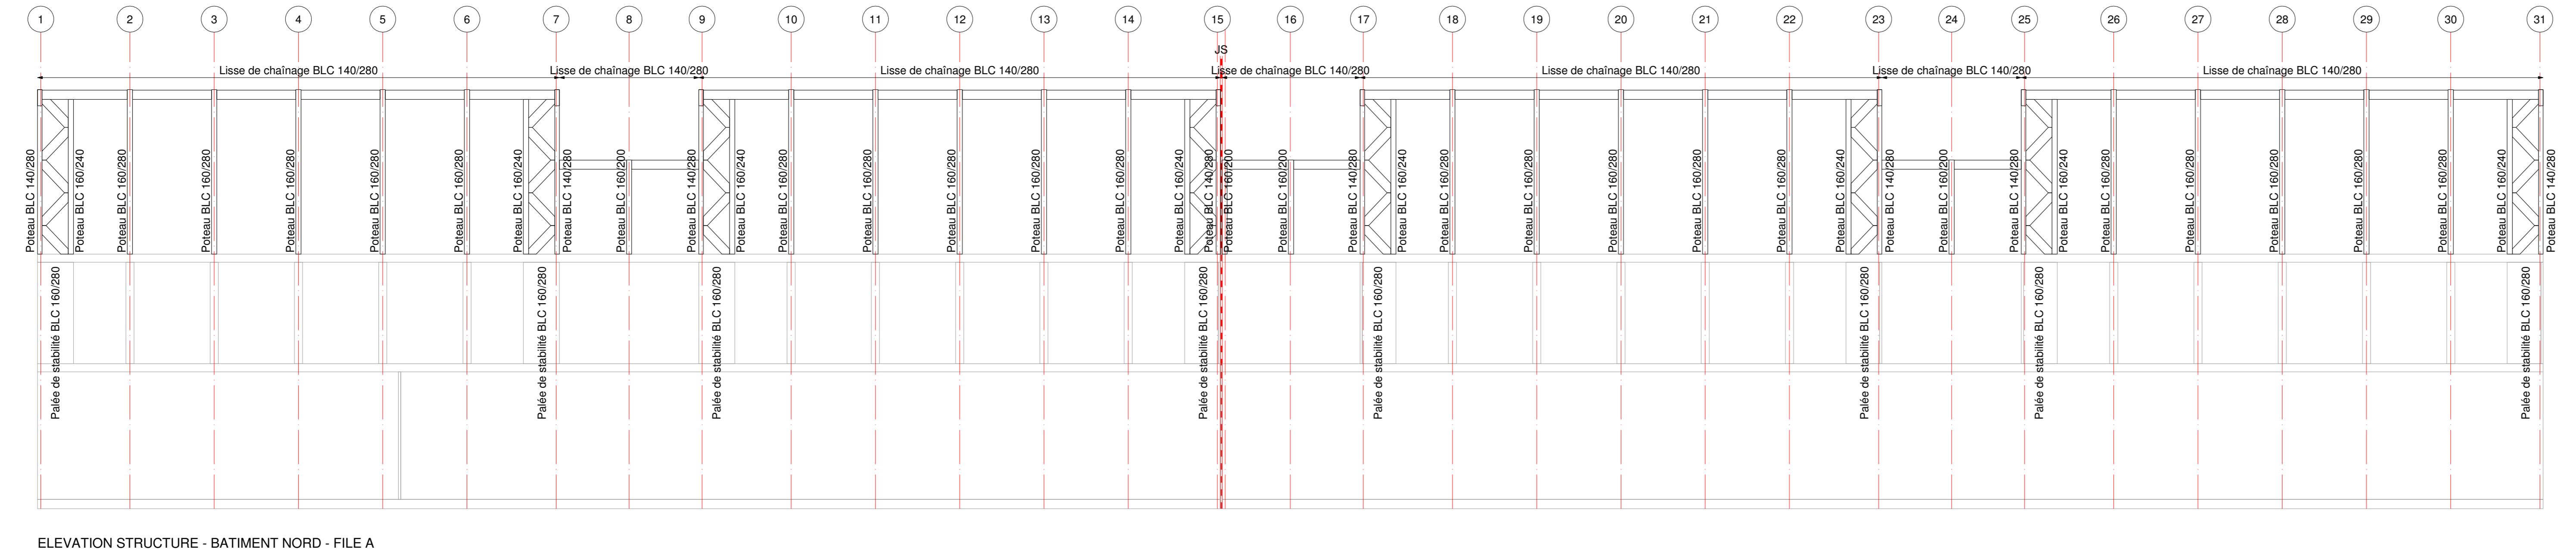 1
2
3
4
5
6
7
8
9
10
11
12
13
14
15
16
17
18
19
20
21
22
23
24
25
26
27
28
29
30
31
JS
Lisse de chaînage BLC 140/280
Lisse de chaînage BLC 140/280
Lisse de chaînage BLC 140/280
Lisse de chaînage BLC 140/280
Lisse de chaînage BLC 140/280
Lisse de chaînage BLC 140/280
Lisse de chaînage BLC 140/280
Poteau BLC 140/280
Poteau BLC 160/240
Poteau BLC 160/280
Poteau BLC 160/280
Poteau BLC 160/280
Poteau BLC 160/280
Poteau BLC 160/280
Poteau BLC 160/240
Poteau BLC 140/280
Poteau BLC 160/200
Poteau BLC 140/280
Poteau BLC 160/240
Poteau BLC 160/280
Poteau BLC 160/280
Poteau BLC 160/280
Poteau BLC 160/280
Poteau BLC 160/280
Poteau BLC 160/240
Poteau BLC 140/280
Poteau BLC 160/200
Poteau BLC 160/200
Poteau BLC 140/280
Poteau BLC 160/240
Poteau BLC 160/280
Poteau BLC 160/280
Poteau BLC 160/280
Poteau BLC 160/280
Poteau BLC 160/280
Poteau BLC 160/240
Poteau BLC 140/280
Poteau BLC 160/200
Poteau BLC 140/280
Poteau BLC 160/240
Poteau BLC 160/280
Poteau BLC 160/280
Poteau BLC 160/280
Poteau BLC 160/280
Poteau BLC 160/280
Poteau BLC 160/240
Poteau BLC 140/280
Palée de stabilité BLC 160/280
Palée de stabilité BLC 160/280
Palée de stabilité BLC 160/280
Palée de stabilité BLC 160/280
Palée de stabilité BLC 160/280
Palée de stabilité BLC 160/280
Palée de stabilité BLC 160/280
Palée de stabilité BLC 160/280
ELEVATION STRUCTURE - BATIMENT NORD - FILE A